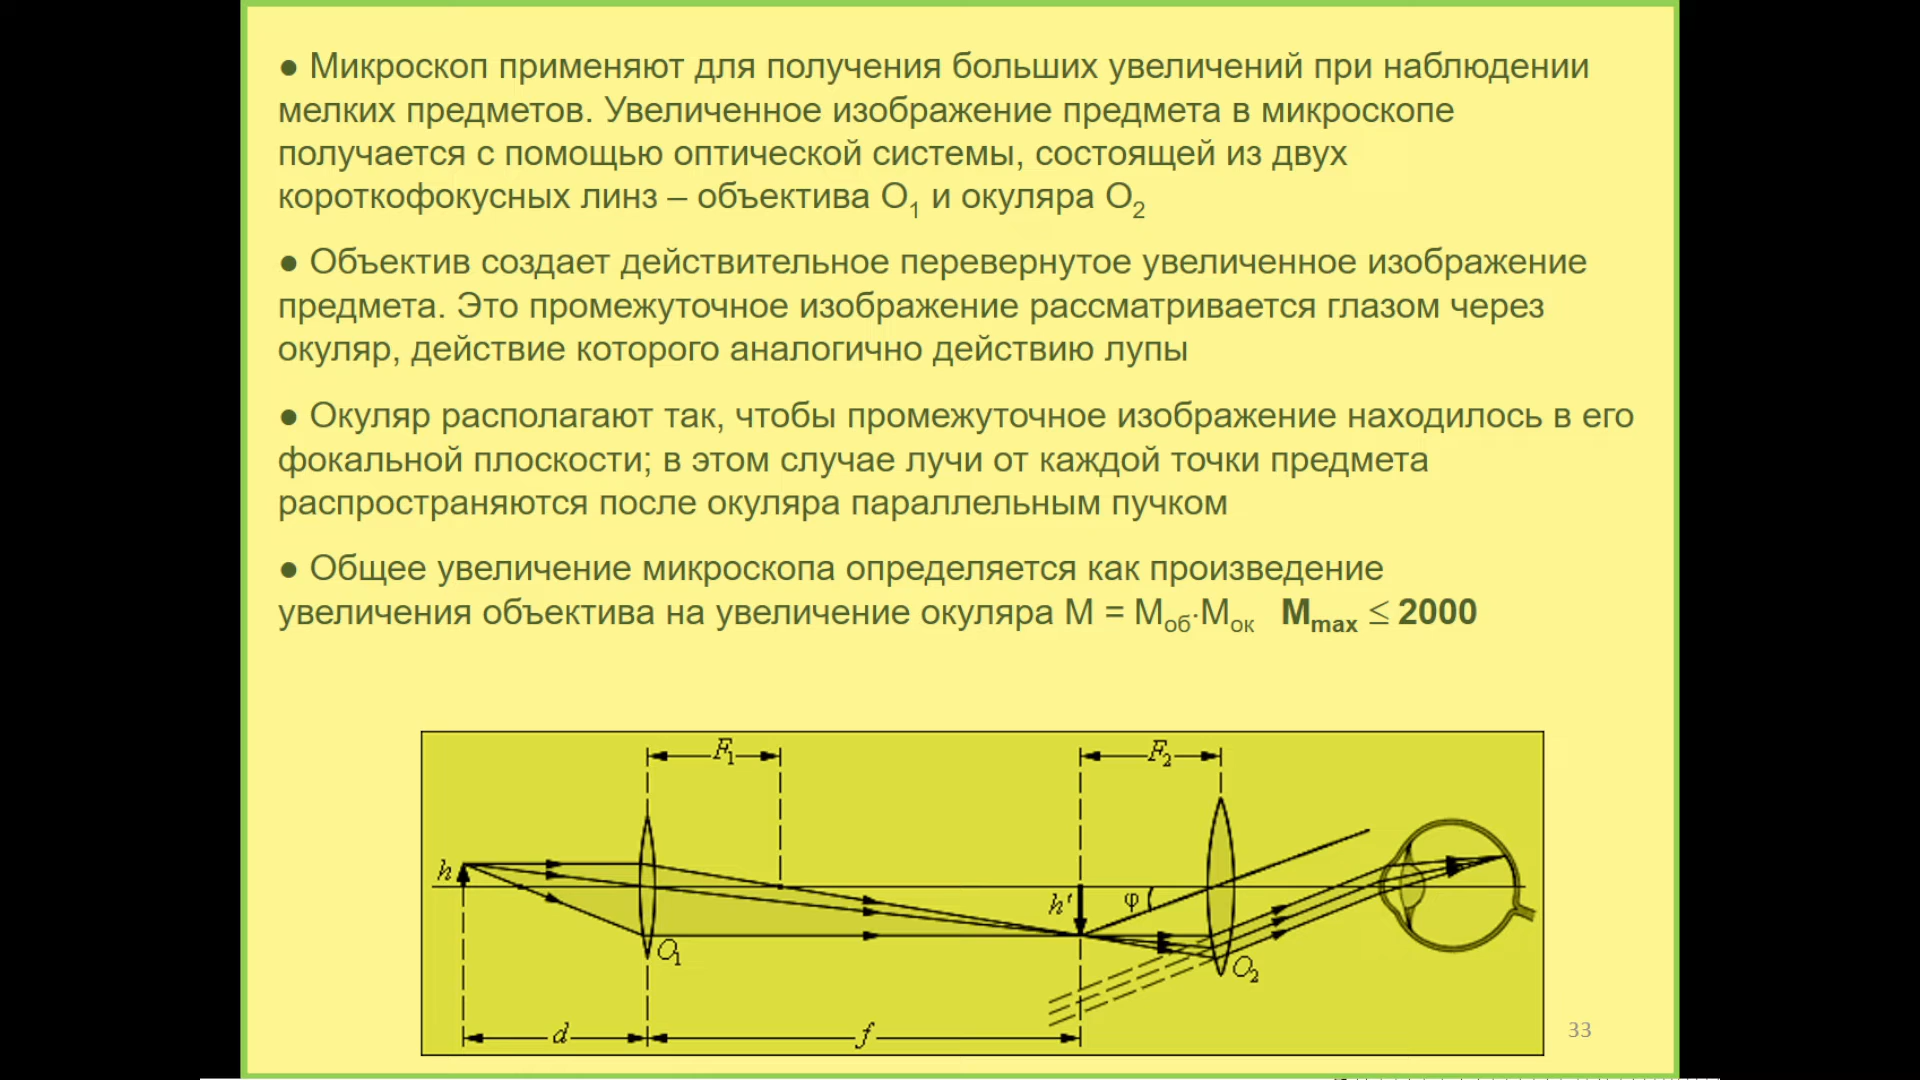 ● Микроскоп применяют для получения больших увеличений при наблюдении
мелких предметов. Увеличенное изображение предмета в микроскопе
получается с помощью оптической системы, состоящей из двух
короткофокусных линз – объектива O1 и окуляра O2
● Объектив создает действительное перевернутое увеличенное изображение
предмета. Это промежуточное изображение рассматривается глазом через
окуляр, действие которого аналогично действию лупы
● Окуляр располагают так, чтобы промежуточное изображение находилось в его
фокальной плоскости; в этом случае лучи от каждой точки предмета
распространяются после окуляра параллельным пучком
● Общее увеличение микроскопа определяется как произведение
увеличения объектива на увеличение окуляра М = Моб·Мок Mmax ≤ 2000
F1
F2
h
h'
φ
O1
O2
d
f
33